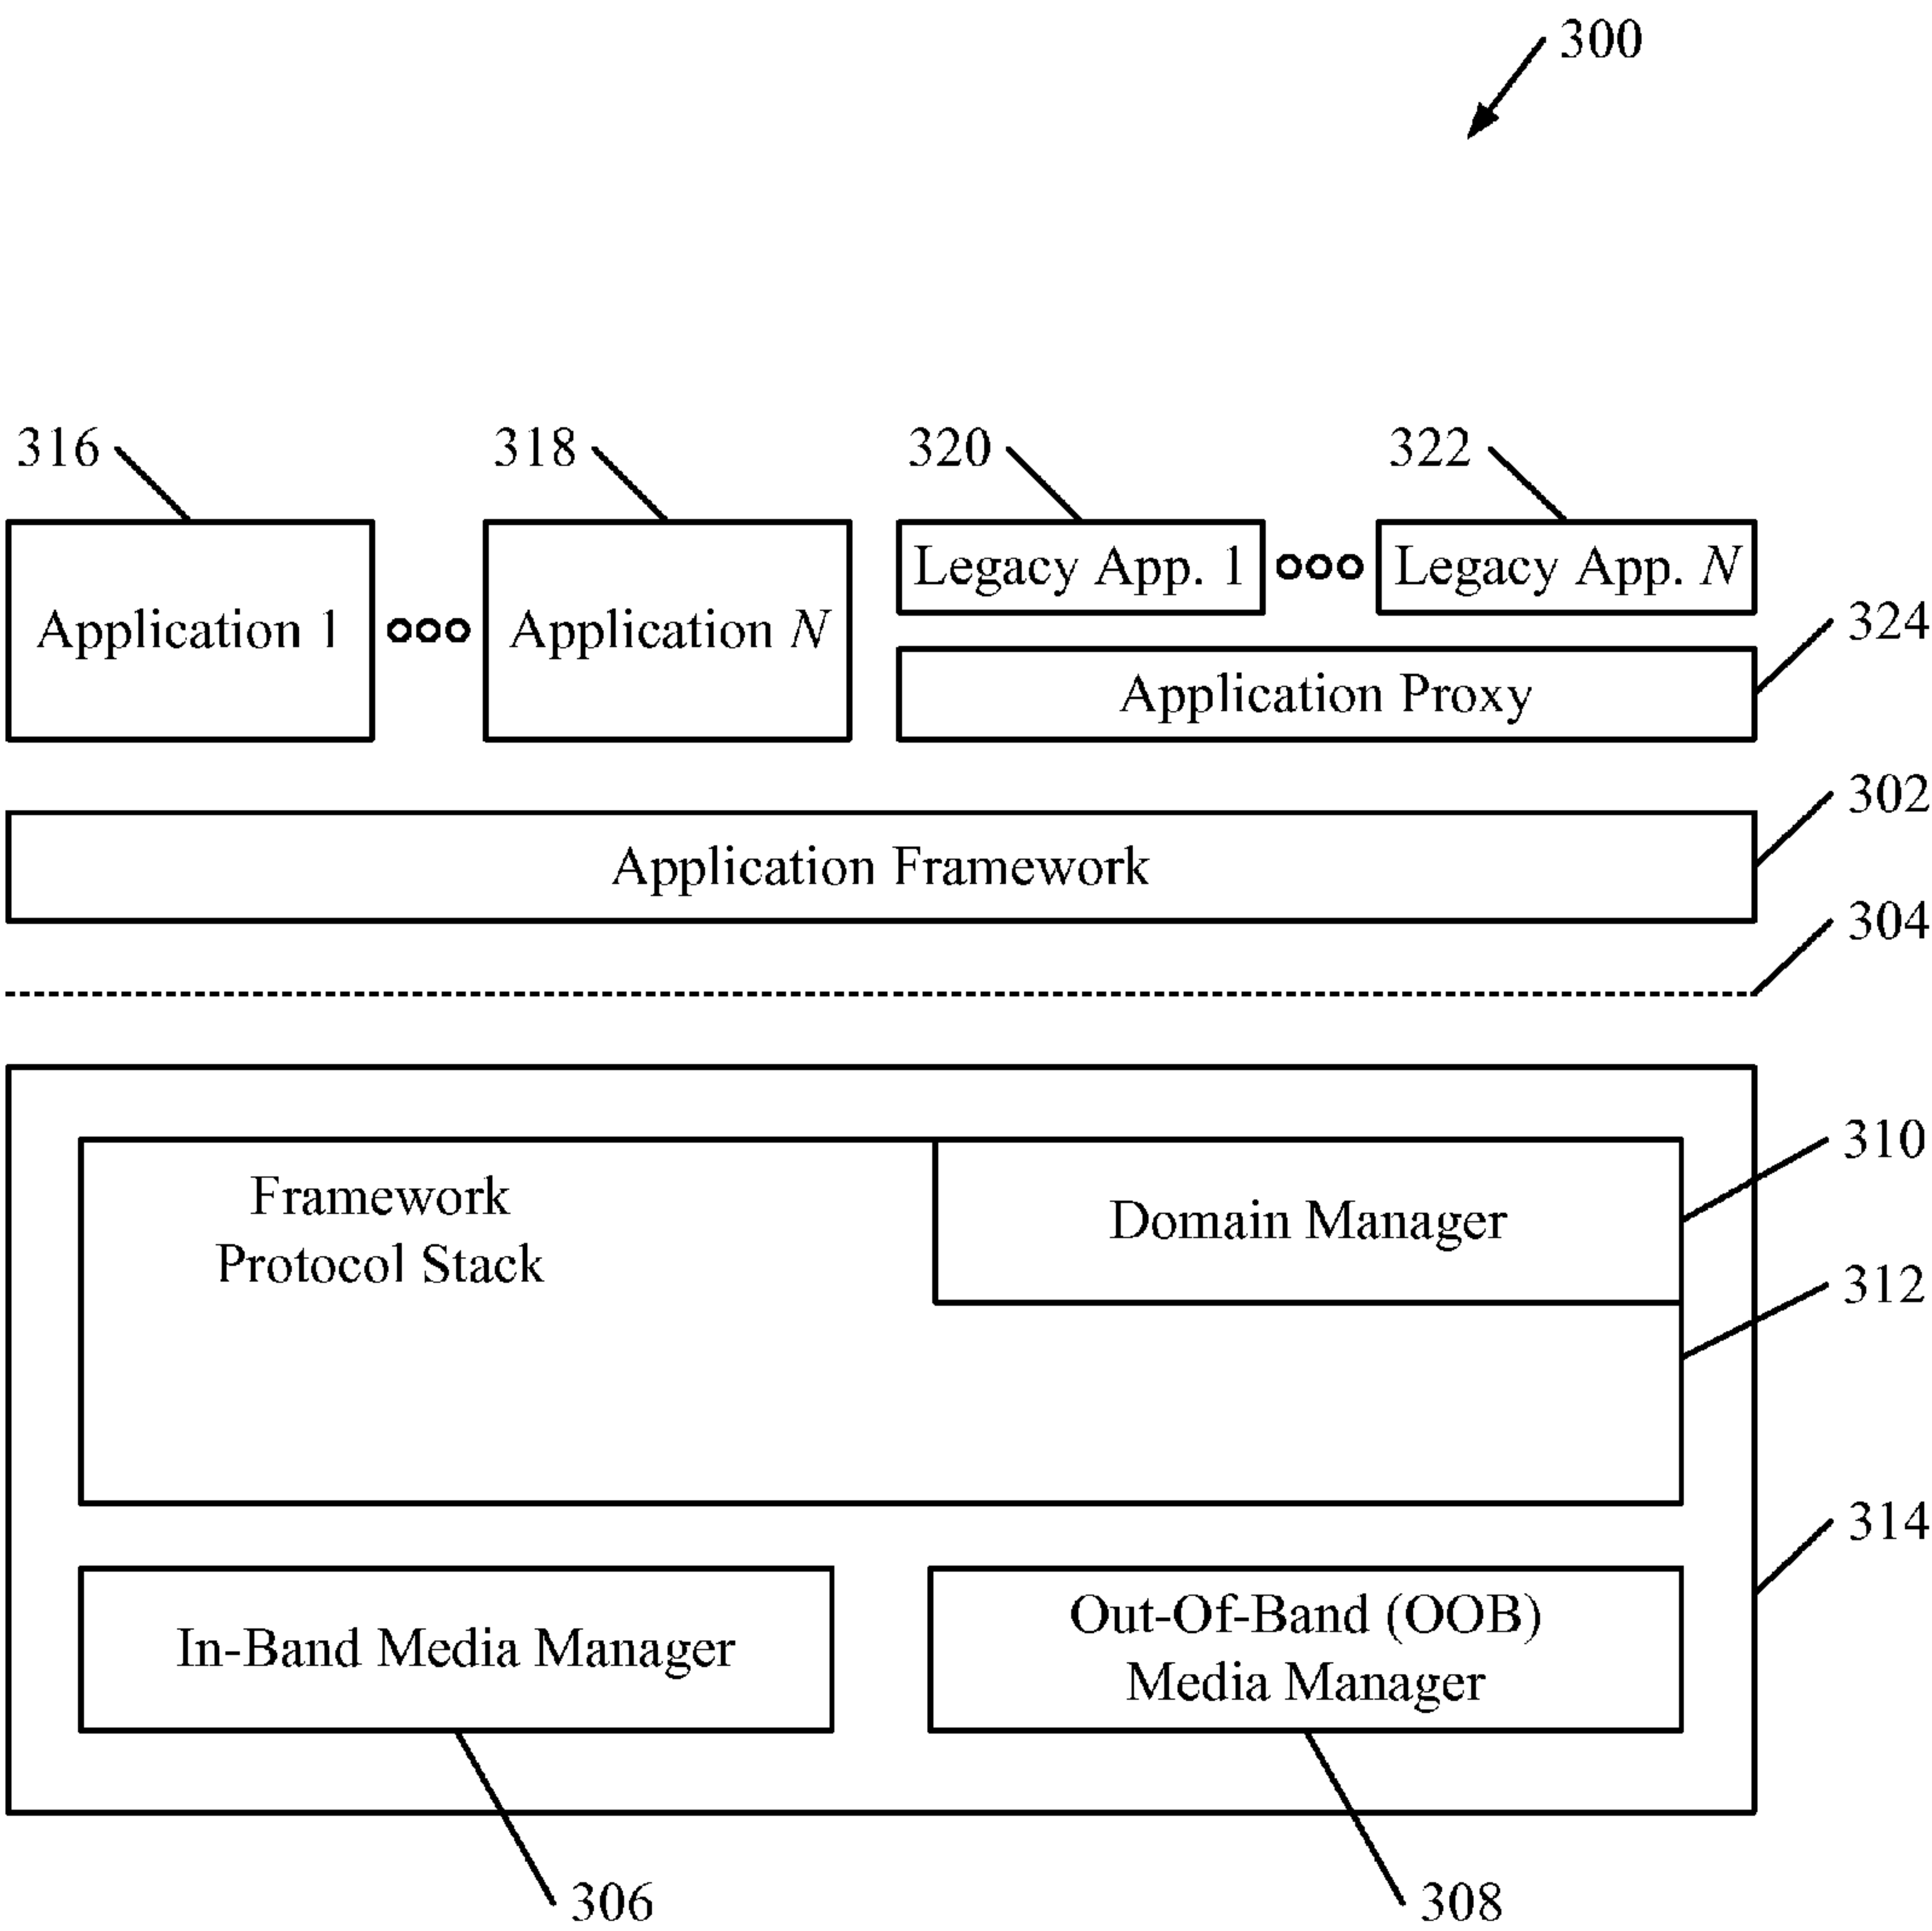 300
316
318
320
322
Legacy App. 1
Legacy App. N
Application 1
Application N
324
Application Proxy
302
Application Framework
304
310
Framework
Protocol Stack
Domain Manager
312
314
In-Band Media Manager
Out-Of-Band (OOB)
Media Manager
306
308